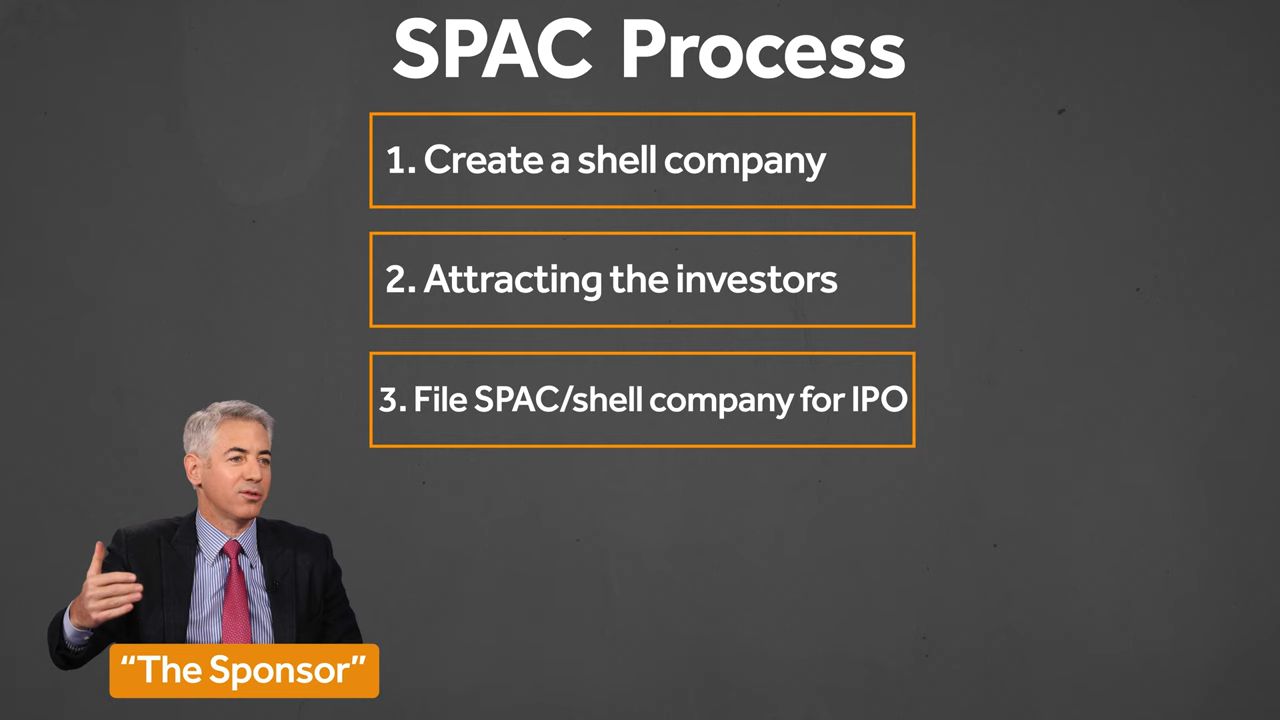 SPAC Process
1. Create a shell company
2. Attracting the investors
3. File SPAC/shell company for IPO
“The Sponsor”